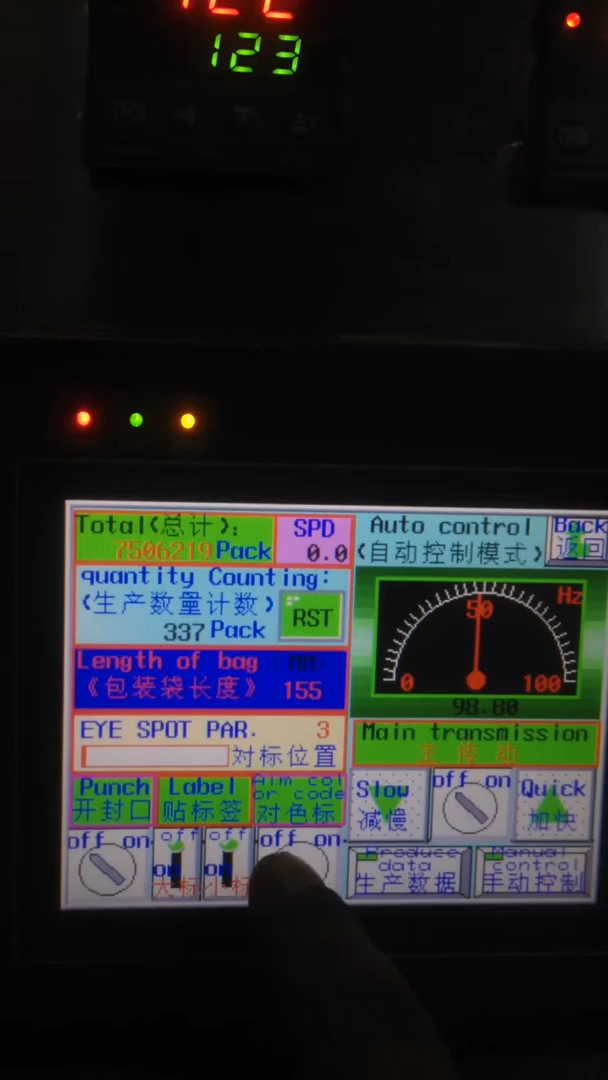 123
Total(总计):
7506219 Pack
SPD
0.0
Auto control
《自动控制模式》
Back
返回
quantity Counting:
《生产数量计数》
337 Pack
RST
Hz
50
0
100
98.80
Length of bag (MM)
《包装袋长度》 155
EYE SPOT PAR. 3
对标位置
Main transmission
主传动
Punch
开封口
Label
贴标签
Aim col
or code
对色标
Slow
减慢
off on
Quick
加快
off on
off
on
大标
off
on
小标
off on
Produce
data
生产数据
Manual
control
手动控制